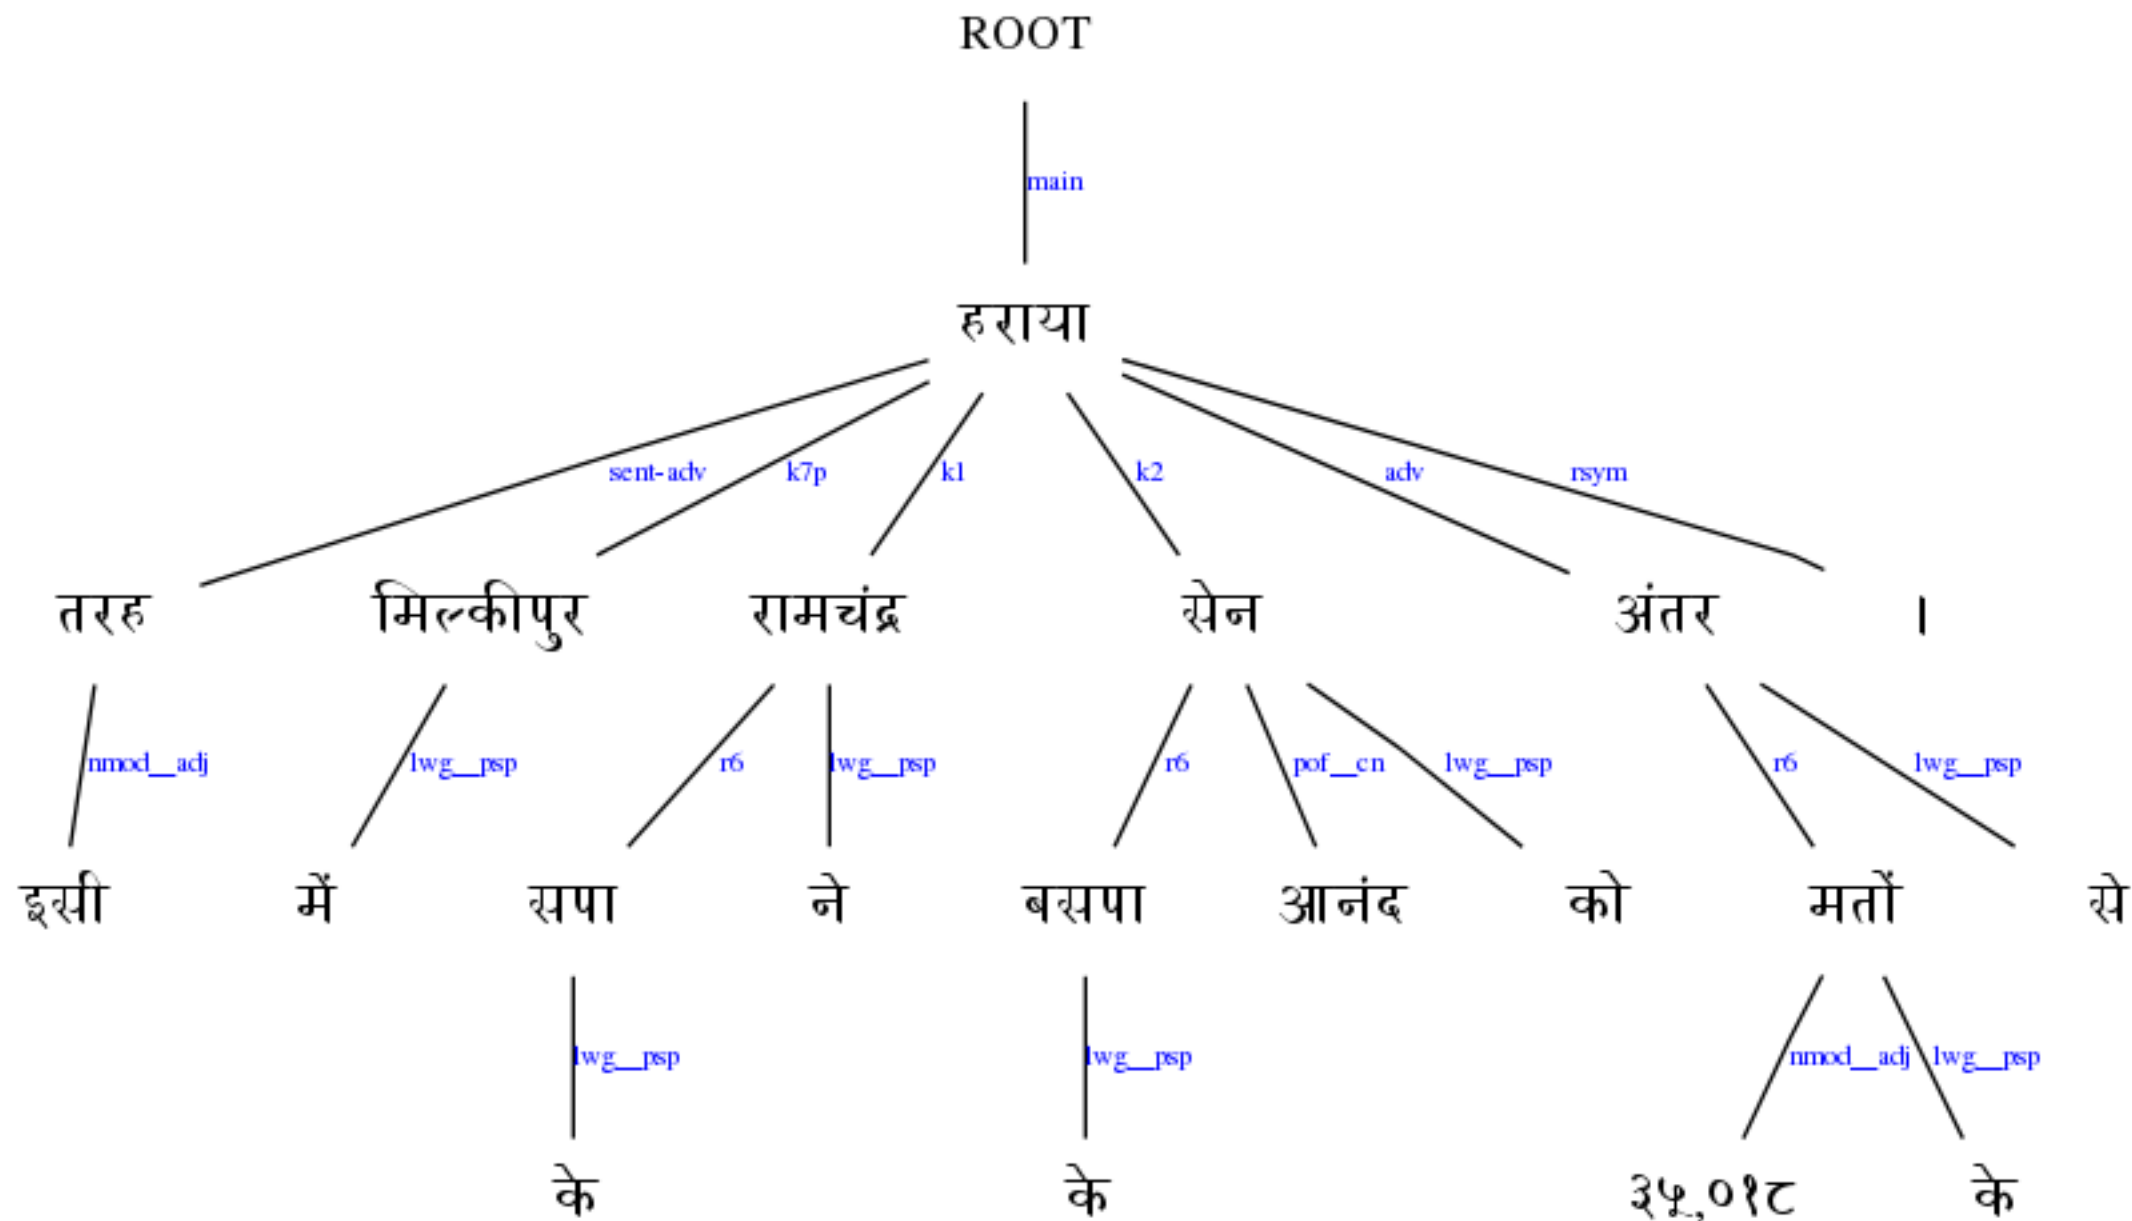 ROOT
main
हराया
sent-adv k7p k1 k2 adv rsym
तरह मिल्कीपुर रामचंद्र सेन अंतर ।
nmod__adj lwg__psp r6 lwg__psp r6 pof__cn lwg__psp r6 lwg__psp
इसी में सपा ने बसपा आनंद को मतों से
lwg__psp lwg__psp nmod__adj lwg__psp
के के ३५,०१८ के